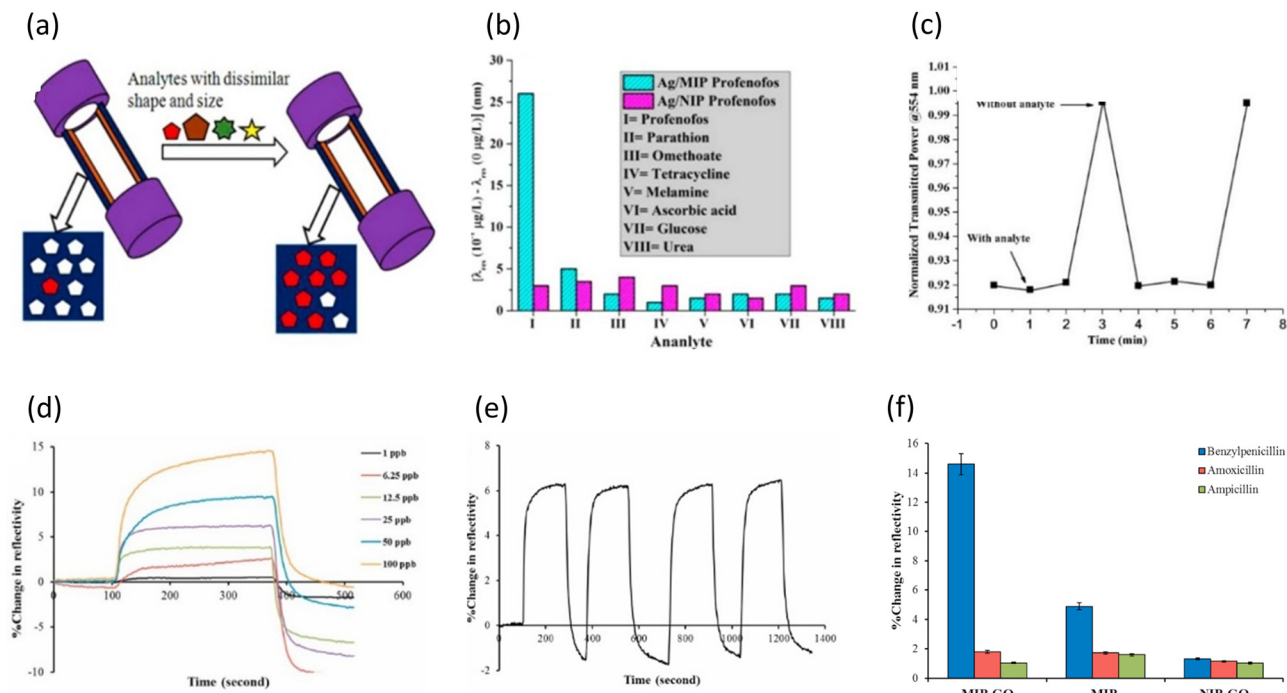 (a)
Analytes with dissimilar
shape and size
(b)
[λres (10⁻¹ μg/L) - λres (0 μg/L)] (nm)
25
20
15
10
5
0
Ag/MIP Profenofos
Ag/NIP Profenofos
I= Profenofos
II= Parathion
III= Omethoate
IV= Tetracycline
V= Melamine
VI= Ascorbic acid
VII= Glucose
VIII= Urea
I II III IV V VI VII VIII
Ananlyte
(c)
Normalized Transmitted Power @554 nm
1.01
1.00
0.99
0.98
0.97
0.96
0.95
0.94
0.93
0.92
0.91
Without analyte
With analyte
-1 0 1 2 3 4 5 6 7 8
Time (min)
(d)
%Change in reflectivity
15
10
5
0
-5
-10
1 ppb
6.25 ppb
12.5 ppb
25 ppb
50 ppb
100 ppb
0 100 200 300 400 500 600
Time (second)
(e)
%Change in reflectivity
8
6
4
2
0
-2
0 200 400 600 800 1000 1200 1400
Time (second)
(f)
%Change in reflectivity
16
14
12
10
8
6
4
2
0
Benzylpenicillin
Amoxicillin
Ampicillin
MIP-GO MIP NIP-GO